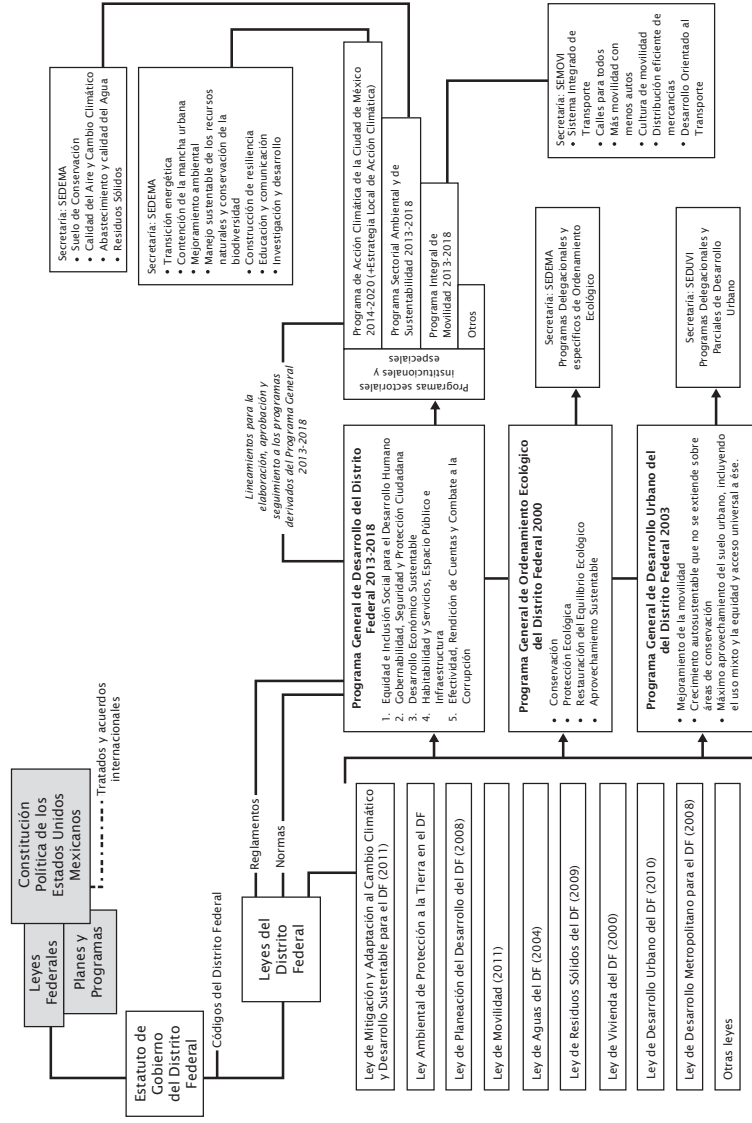 Constitución
Política de los
Estados Unidos
Mexicanos
Leyes
Federales
Planes y
Programas
Tratados y acuerdos
internacionales
Estatuto de
Gobierno
del Distrito
Federal
Códigos del Distrito Federal
Leyes del
Distrito
Federal
Reglamentos
Normas
Ley de Mitigación y Adaptación al Cambio Climático
y Desarrollo Sustentable para el DF (2011)
Ley Ambiental de Protección a la Tierra en el DF
Ley de Planeación del Desarrollo del DF (2008)
Ley de Movilidad (2011)
Ley de Aguas del DF (2004)
Ley de Residuos Sólidos del DF (2009)
Ley de Vivienda del DF (2000)
Ley de Desarrollo Urbano del DF (2010)
Ley de Desarrollo Metropolitano para el DF (2008)
Otras leyes
Programa General de Desarrollo del Distrito
Federal 2013-2018
1. Equidad e Inclusión Social para el Desarrollo Humano
2. Gobernabilidad, Seguridad y Protección Ciudadana
3. Desarrollo Económico Sustentable
4. Habitabilidad y Servicios, Espacio Público e
Infraestructura
5. Efectividad, Rendición de Cuentas y Combate a la
Corrupción
Programa General de Ordenamiento Ecológico
del Distrito Federal 2000
• Conservación
• Protección Ecológica
• Restauración del Equilibrio Ecológico
• Aprovechamiento Sustentable
Programa General de Desarrollo Urbano del
del Distrito Federal 2003
• Mejoramiento de la movilidad
• Crecimiento autosustentable que no se extiende sobre
áreas de conservación
• Máximo aprovechamiento del suelo urbano, incluyendo
el uso mixto y la equidad y acceso universal a ése.
Lineamientos para la
elaboración, aprobación y
seguimiento a los programas
derivados del Programa General
2013-2018
Programas sectoriales
institucionales y
especiales
Programa de Acción Climática de la Ciudad de México
2014-2020 (+Estrategia Local de Acción Climática)
Programa Sectorial Ambiental y de
Sustentabilidad 2013-2018
Programa Integral de
Movilidad 2013-2018
Otros
Secretaría: SEDEMA
• Suelo de Conservación
• Calidad del Aire y Cambio Climático
• Abastecimiento y calidad del Agua
• Residuos Sólidos
Secretaría: SEDEMA
• Transición energética
• Contención de la mancha urbana
• Mejoramiento ambiental
• Manejo sustentable de los recursos
naturales y conservación de la
biodiversidad
• Construcción de resiliencia
• Educación y comunicación
• Investigación y desarrollo
Secretaría: SEMOVI
• Sistema Integrado de
Transporte
• Calles para todos
• Más movilidad con
menos autos
• Cultura de movilidad
• Distribución eficiente de
mercancías
• Desarrollo Orientado al
Transporte
Secretaría: SEDEMA
Programas Delegacionales y
específicos de Ordenamiento
Ecológico
Secretaría: SEDUVI
Programas Delegacionales y
Parciales de Desarrollo
Urbano